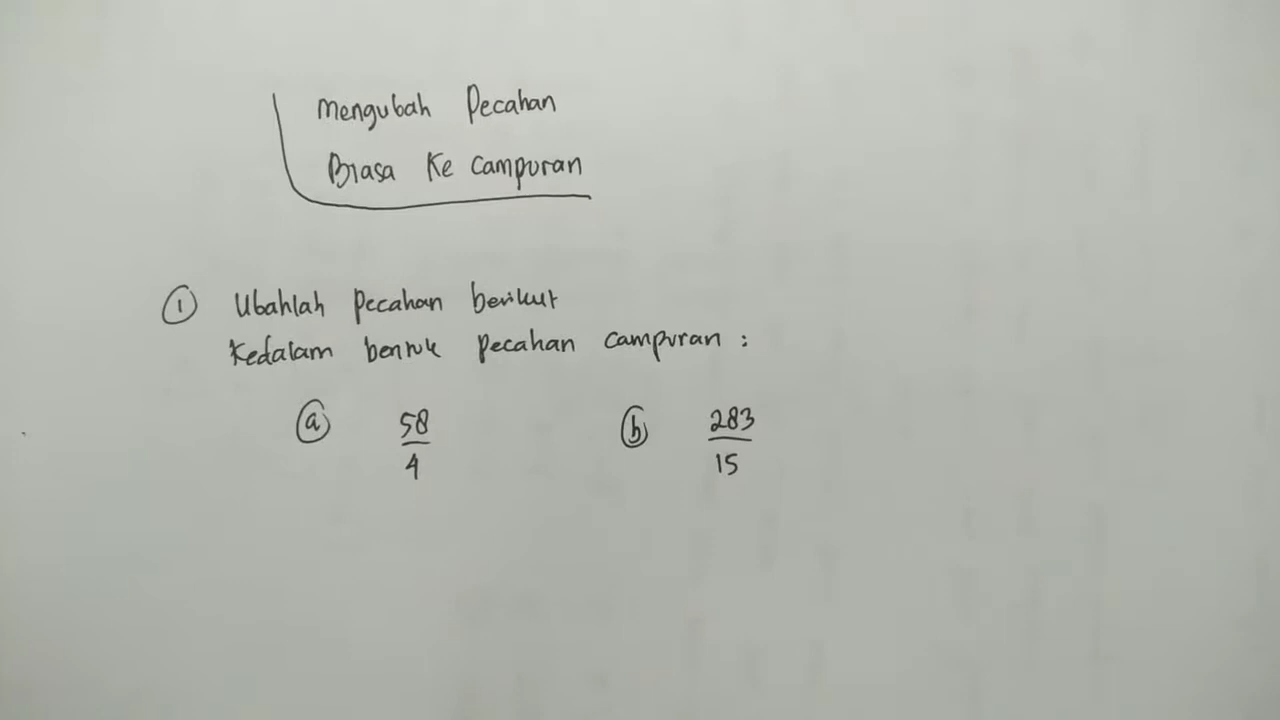 Mengubah Pecahan
Biasa Ke Campuran
1 Ubahlah Pecahan berikut
Kedalam bentuk pecahan campuran :
a 58/4 b 283/15